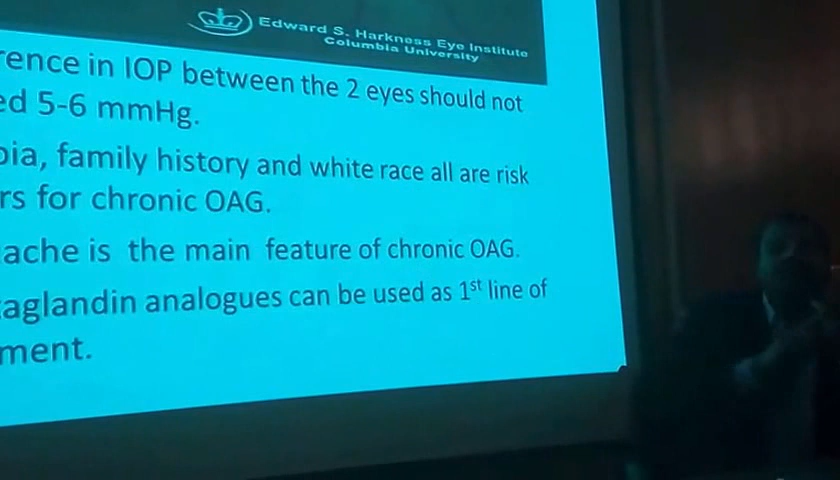 Edward S. Harkness Eye Institute
Columbia University
rence in IOP between the 2 eyes should not
ed 5-6 mmHg.
pia, family history and white race all are risk
rs for chronic OAG.
ache is the main feature of chronic OAG.
aglandin analogues can be used as 1st line of
ment.